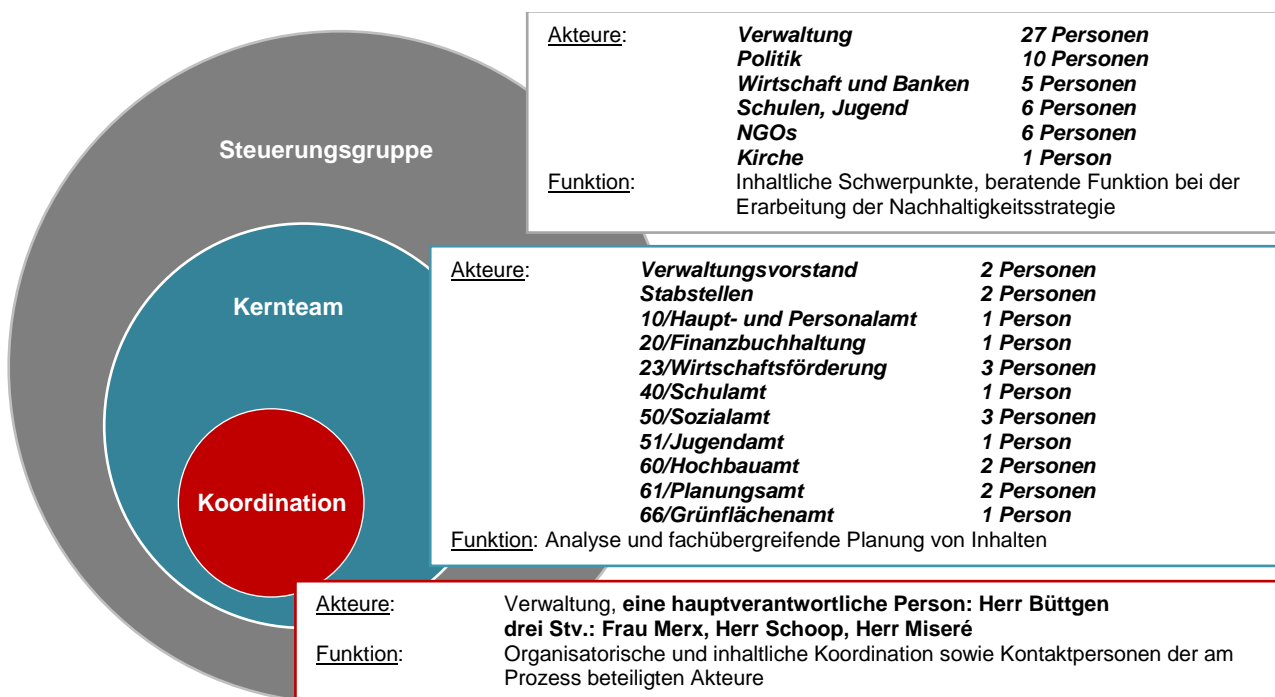 Akteure: Verwaltung 27 Personen
Politik 10 Personen
Wirtschaft und Banken 5 Personen
Schulen, Jugend 6 Personen
NGOs 6 Personen
Kirche 1 Person
Funktion: Inhaltliche Schwerpunkte, beratende Funktion bei der
Erarbeitung der Nachhaltigkeitsstrategie
Steuerungsgruppe
Akteure: Verwaltungsvorstand 2 Personen
Stabstellen 2 Personen
10/Haupt- und Personalamt 1 Person
20/Finanzbuchhaltung 1 Person
23/Wirtschaftsförderung 3 Personen
40/Schulamt 1 Person
50/Sozialamt 3 Personen
51/Jugendamt 1 Person
60/Hochbauamt 2 Personen
61/Planungsamt 2 Personen
66/Grünflächenamt 1 Person
Funktion: Analyse und fachübergreifende Planung von Inhalten
Kernteam
Koordination
Akteure: Verwaltung, eine hauptverantwortliche Person: Herr Büttgen
drei Stv.: Frau Merx, Herr Schoop, Herr Miseré
Funktion: Organisatorische und inhaltliche Koordination sowie Kontaktpersonen der am
Prozess beteiligten Akteure